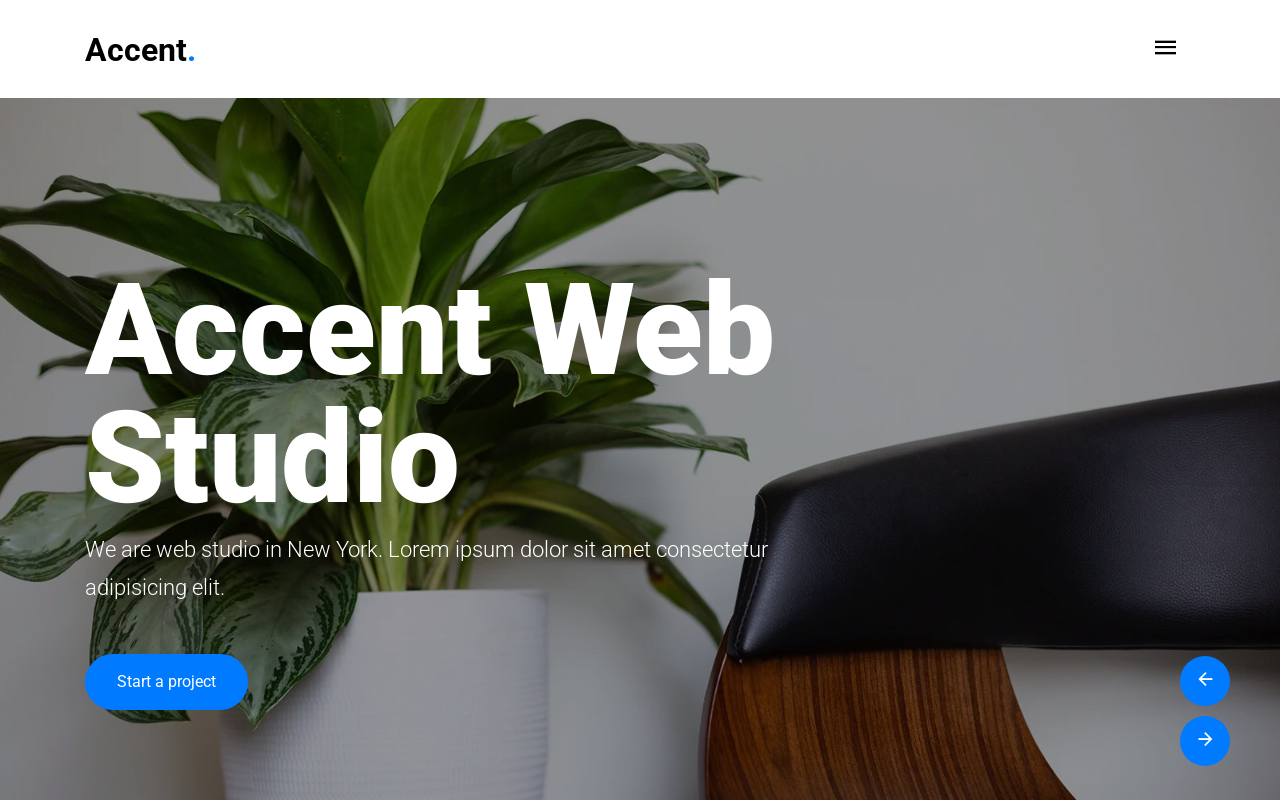 Accent.
Accent Web
Studio
We are web studio in New York. Lorem ipsum dolor sit amet consectetur
adipisicing elit.
Start a project